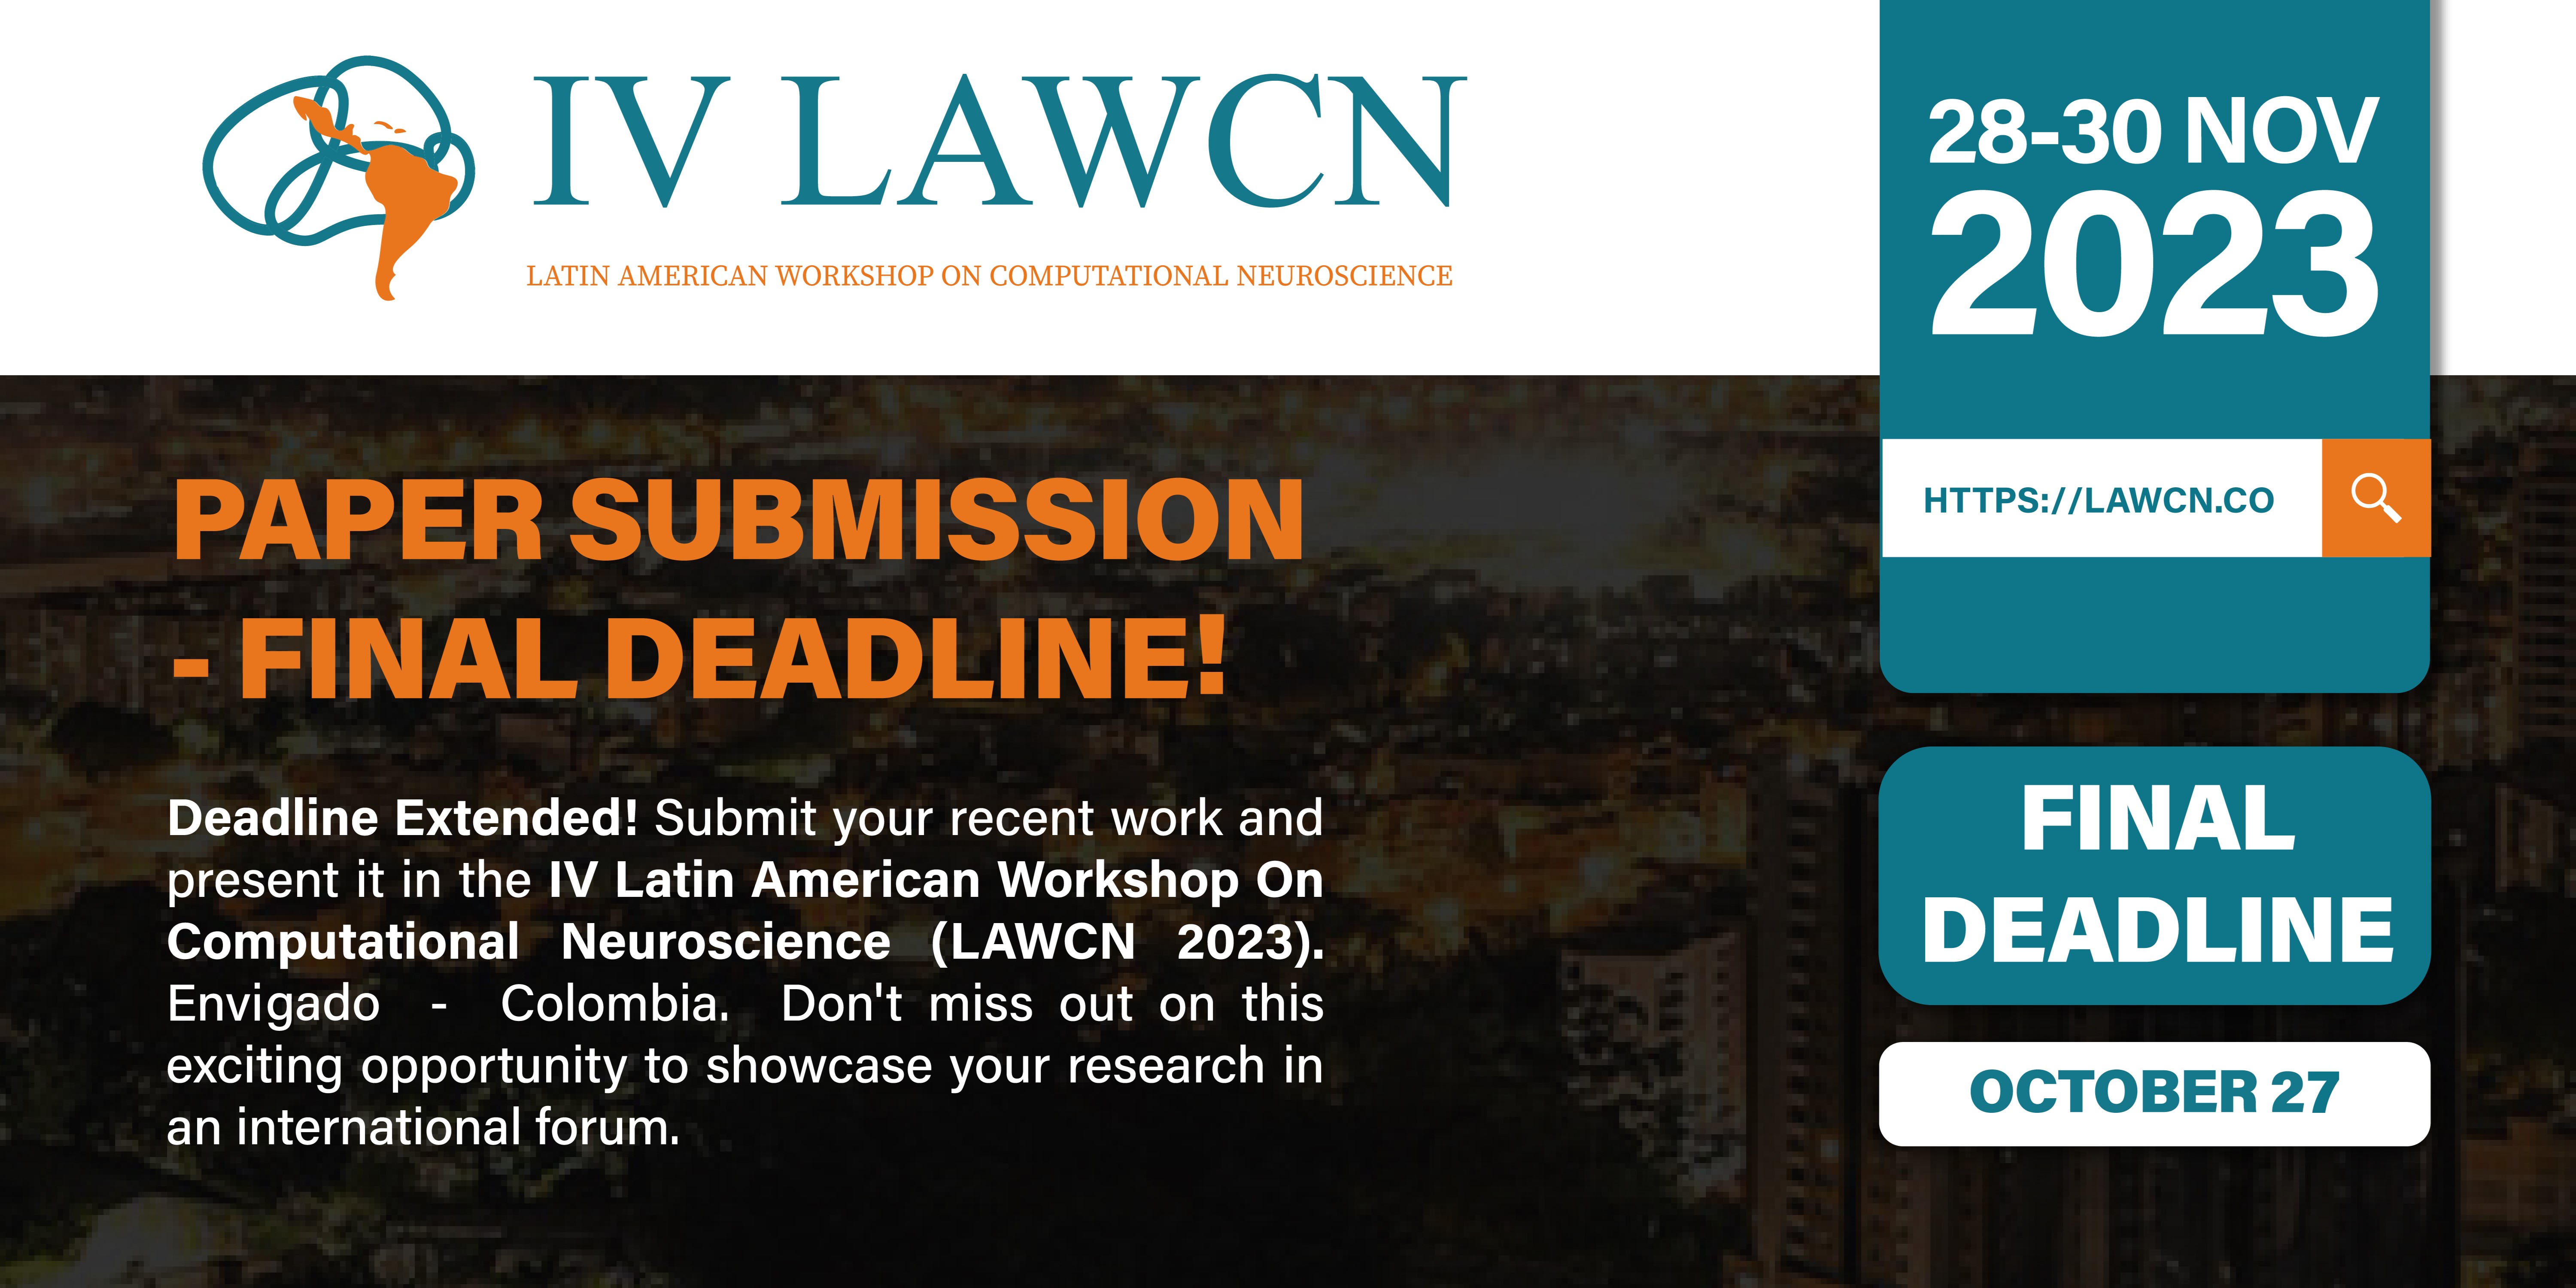 IV LAWCN
LATIN AMERICAN WORKSHOP ON COMPUTATIONAL NEUROSCIENCE
28-30 NOV
2023
HTTPS://LAWCN.CO
PAPER SUBMISSION
- FINAL DEADLINE!
Deadline Extended! Submit your recent work and
present it in the IV Latin American Workshop On
Computational Neuroscience (LAWCN 2023).
Envigado - Colombia. Don't miss out on this
exciting opportunity to showcase your research in
an international forum.
FINAL
DEADLINE
OCTOBER 27